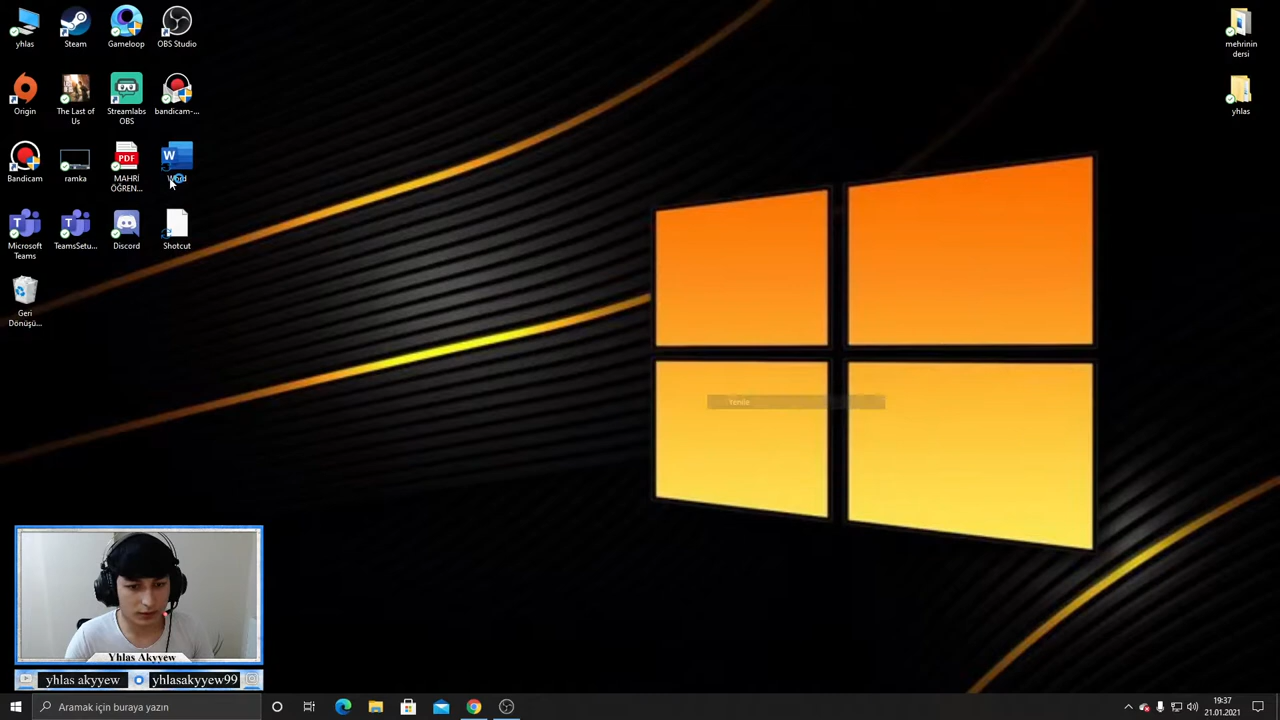 yhlas
Steam
Gameloop
OBS Studio
mehrinin
dersi
Origin
The Last of
Us
Streamlabs
OBS
bandicam-...
yhlas
Bandicam
ramka
PDF
MAHRİ
ÖĞREN...
Word
Microsoft
Teams
TeamsSetu...
Discord
Shotcut
Geri
Dönüşü...
Yenile
Yhlas Akyyew
yhlas akyyew
yhlasakyyew99
Aramak için buraya yazın
19:37
21.01.2021